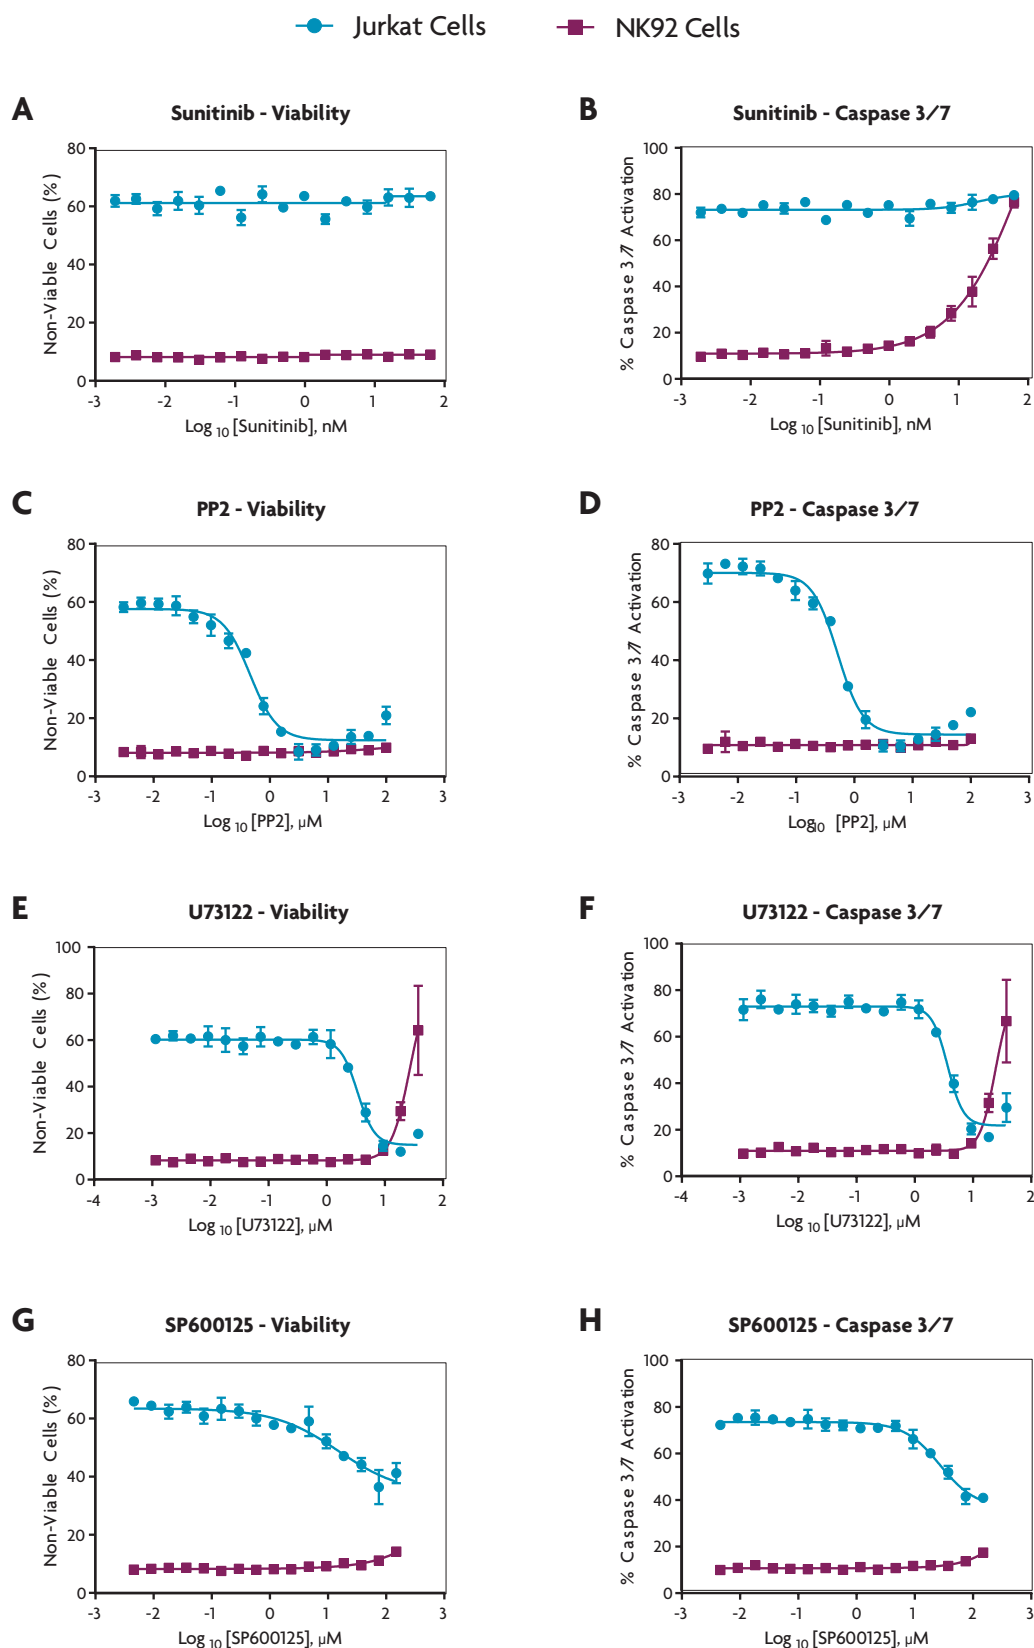 Jurkat Cells NK92 Cells
A Sunitinib - Viability
80
60
40
20
0
Non-Viable Cells (%)
-3 -2 -1 0 1 2
Log 10 [Sunitinib], nM
B Sunitinib - Caspase 3/7
100
80
60
40
20
0
% Caspase 3/7 Activation
-3 -2 -1 0 1 2
Log 10 [Sunitinib], nM
C PP2 - Viability
80
60
40
20
0
Non-Viable Cells (%)
-3 -2 -1 0 1 2 3
Log 10 [PP2], µM
D PP2 - Caspase 3/7
80
60
40
20
0
% Caspase 3/7 Activation
-3 -2 -1 0 1 2 3
Log10 [PP2], µM
E U73122 - Viability
100
80
60
40
20
0
Non-Viable Cells (%)
-4 -3 -2 -1 0 1 2
Log 10 [U73122], µM
F U73122 - Caspase 3/7
100
80
60
40
20
0
% Caspase 3/7 Activation
-4 -3 -2 -1 0 1 2
Log 10 [U73122], µM
G SP600125 - Viability
80
60
40
20
0
Non-Viable Cells (%)
-3 -2 -1 0 1 2 3
Log 10 [SP600125], µM
H SP600125 - Caspase 3/7
100
80
60
40
20
0
% Caspase 3/7 Activation
-3 -2 -1 0 1 2 3
Log 10 [SP600125], µM